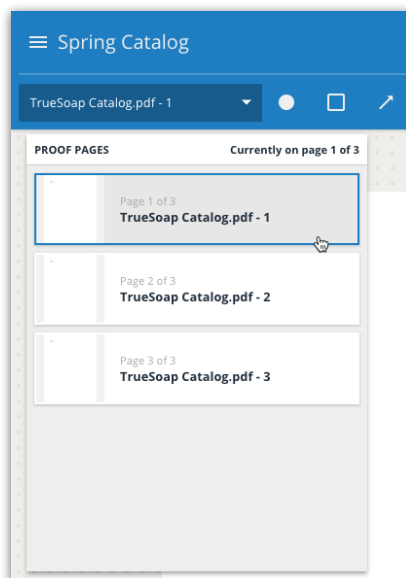 Spring Catalog
TrueSoap Catalog.pdf - 1
PROOF PAGES
Currently on page 1 of 3
Page 1 of 3
TrueSoap Catalog.pdf - 1
Page 2 of 3
TrueSoap Catalog.pdf - 2
Page 3 of 3
TrueSoap Catalog.pdf - 3